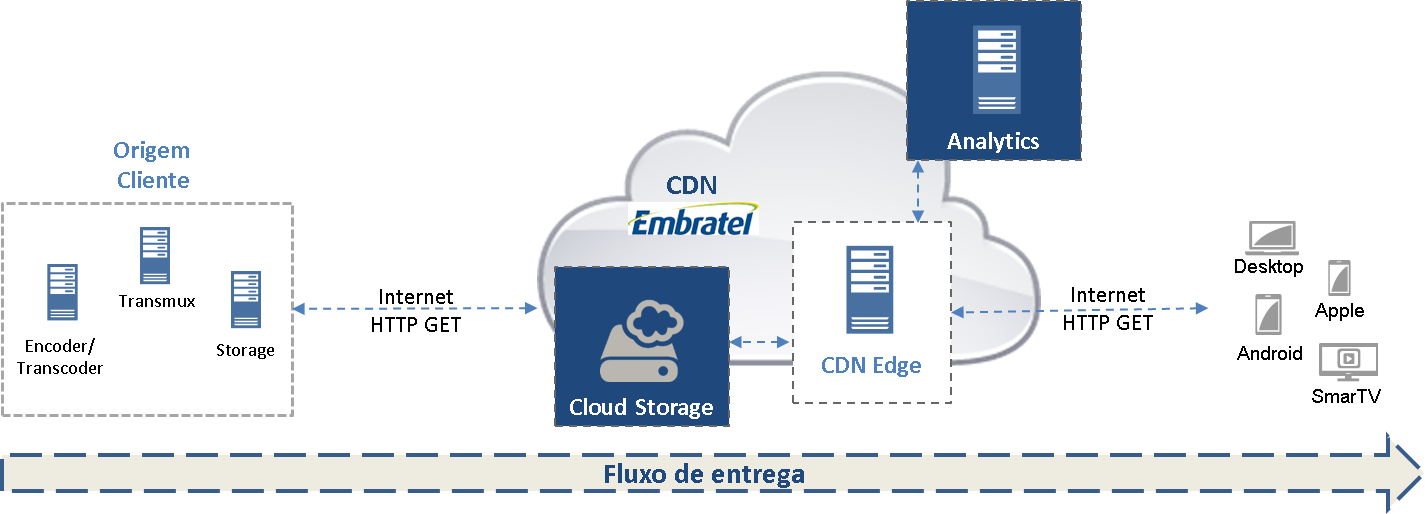 Origem
Cliente
Encoder/
Transcoder
Transmux
Storage
Internet
HTTP GET
CDN
Embratel
Cloud Storage
CDN Edge
Analytics
Internet
HTTP GET
Desktop
Apple
Android
SmarTV
Fluxo de entrega